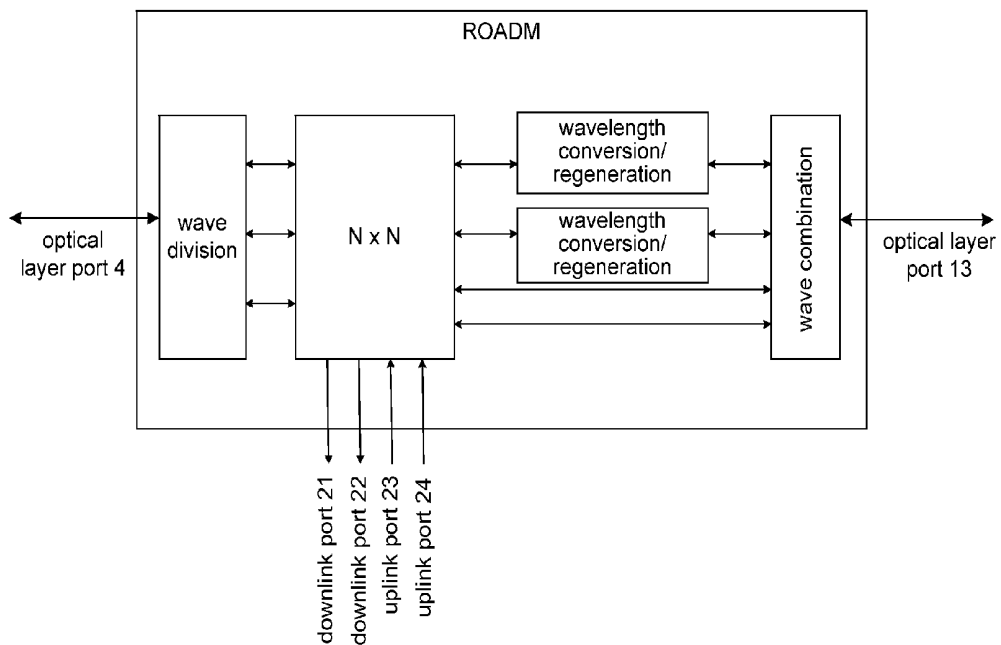 ROADM
wavelength
conversion/
regeneration
wavelength
conversion/
regeneration
wave
division
N x N
wave combination
optical
layer port 4
optical layer
port 13
downlink port 21
downlink port 22
uplink port 23
uplink port 24